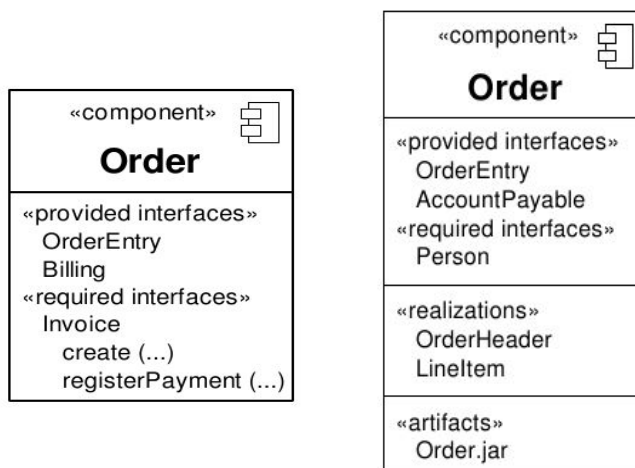 «component»
Order
«provided interfaces»
OrderEntry
Billing
«required interfaces»
Invoice
create (...)
registerPayment (...)
«component»
Order
«provided interfaces»
OrderEntry
AccountPayable
«required interfaces»
Person
«realizations»
OrderHeader
LineItem
«artifacts»
Order.jar